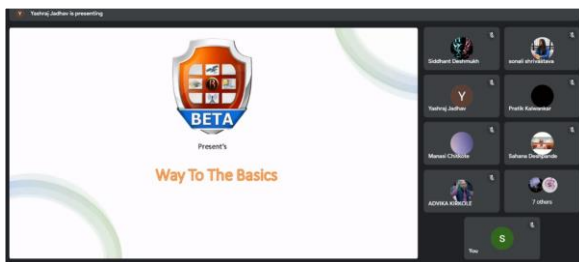 Y Yashraj Jadhav is presenting
BETA
Present's
Way To The Basics
Siddhant Deshmukh
sonali shrivastava
Y
Yashraj Jadhav
Pratik Kalwankar
Manasi Chitkote
Sahana Deshpande
ADVIKA
7 others
S
You